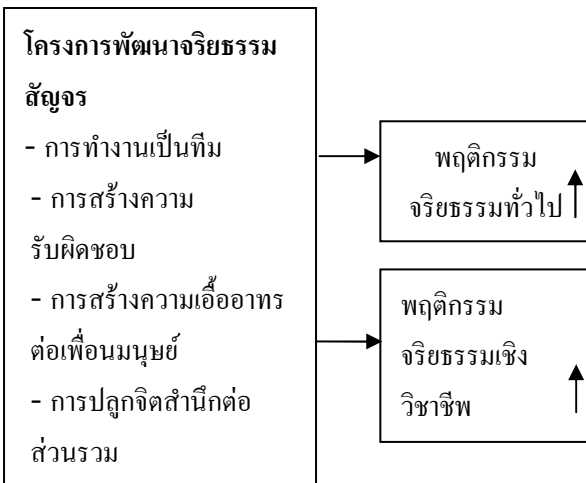 โครงการพัฒนาจริยธรรม
สัญจร
- การทำงานเป็นทีม
- การสร้างความ
รับผิดชอบ
- การสร้างความเอื้ออาทร
ต่อเพื่อนมนุษย์
- การปลูกจิตสำนึกต่อ
ส่วนรวม
พฤติกรรม
จริยธรรมทั่วไป
พฤติกรรม
จริยธรรมเชิง
วิชาชีพ